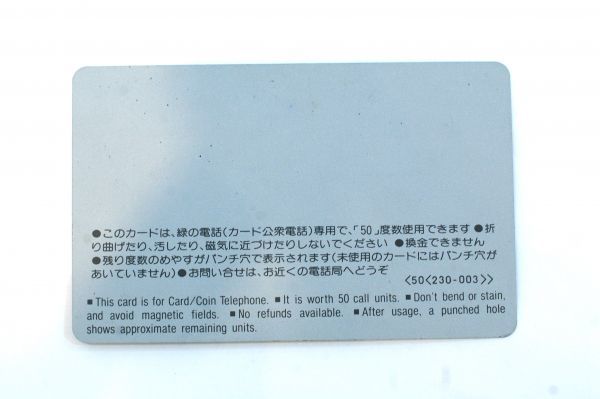 ●このカードは、緑の電話(カード公衆電話)専用で、「50」度数使用できます ●折
り曲げたり、汚したり、磁気に近づけたりしないでください ●換金できません
●残り度数のめやすがパンチ穴で表示されます(未使用のカードにはパンチ穴が
あいていません) ●お問い合せは、お近くの電話局へどうぞ 〈50〈230-003〉〉
■ This card is for Card/Coin Telephone. ■ It is worth 50 call units. ■ Don't bend or stain,
and avoid magnetic fields. ■ No refunds available. ■ After usage, a punched hole
shows approximate remaining units.